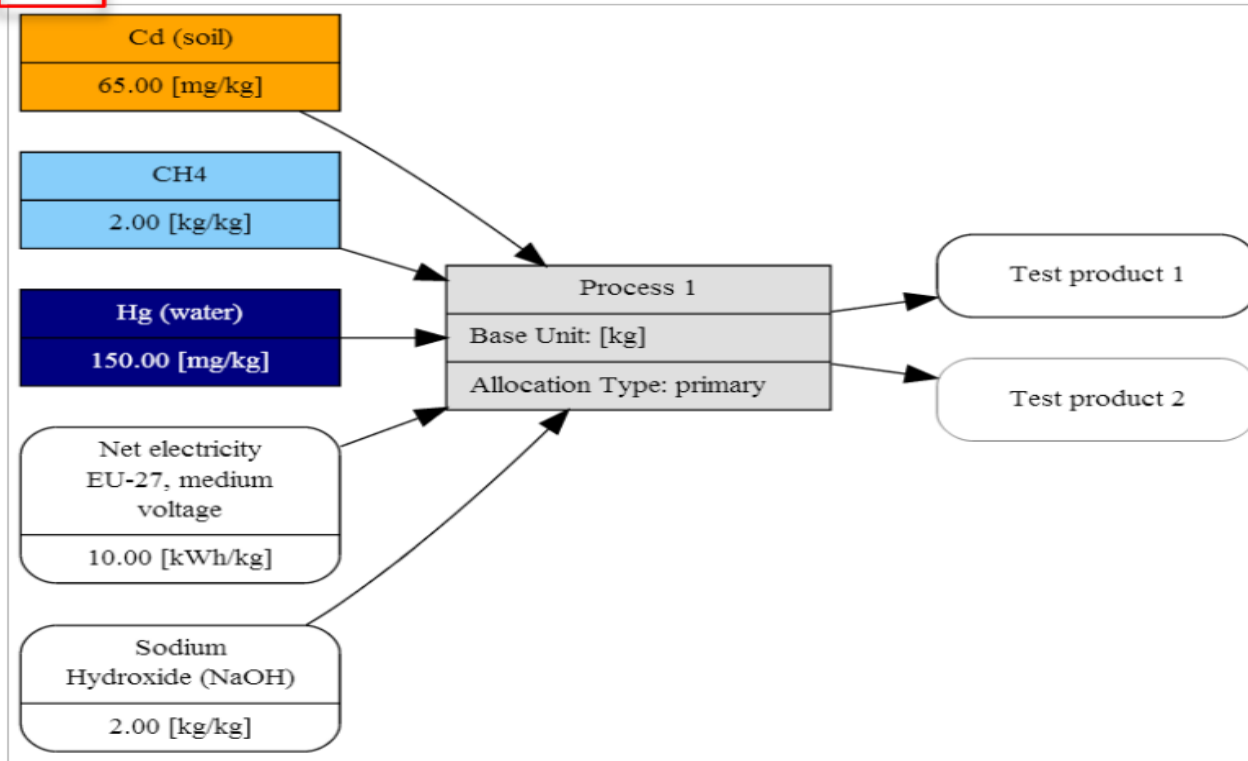 Cd (soil)
65.00 [mg/kg]
CH4
2.00 [kg/kg]
Hg (water)
150.00 [mg/kg]
Net electricity
EU-27, medium
voltage
10.00 [kWh/kg]
Sodium
Hydroxide (NaOH)
2.00 [kg/kg]
Process 1
Base Unit: [kg]
Allocation Type: primary
Test product 1
Test product 2